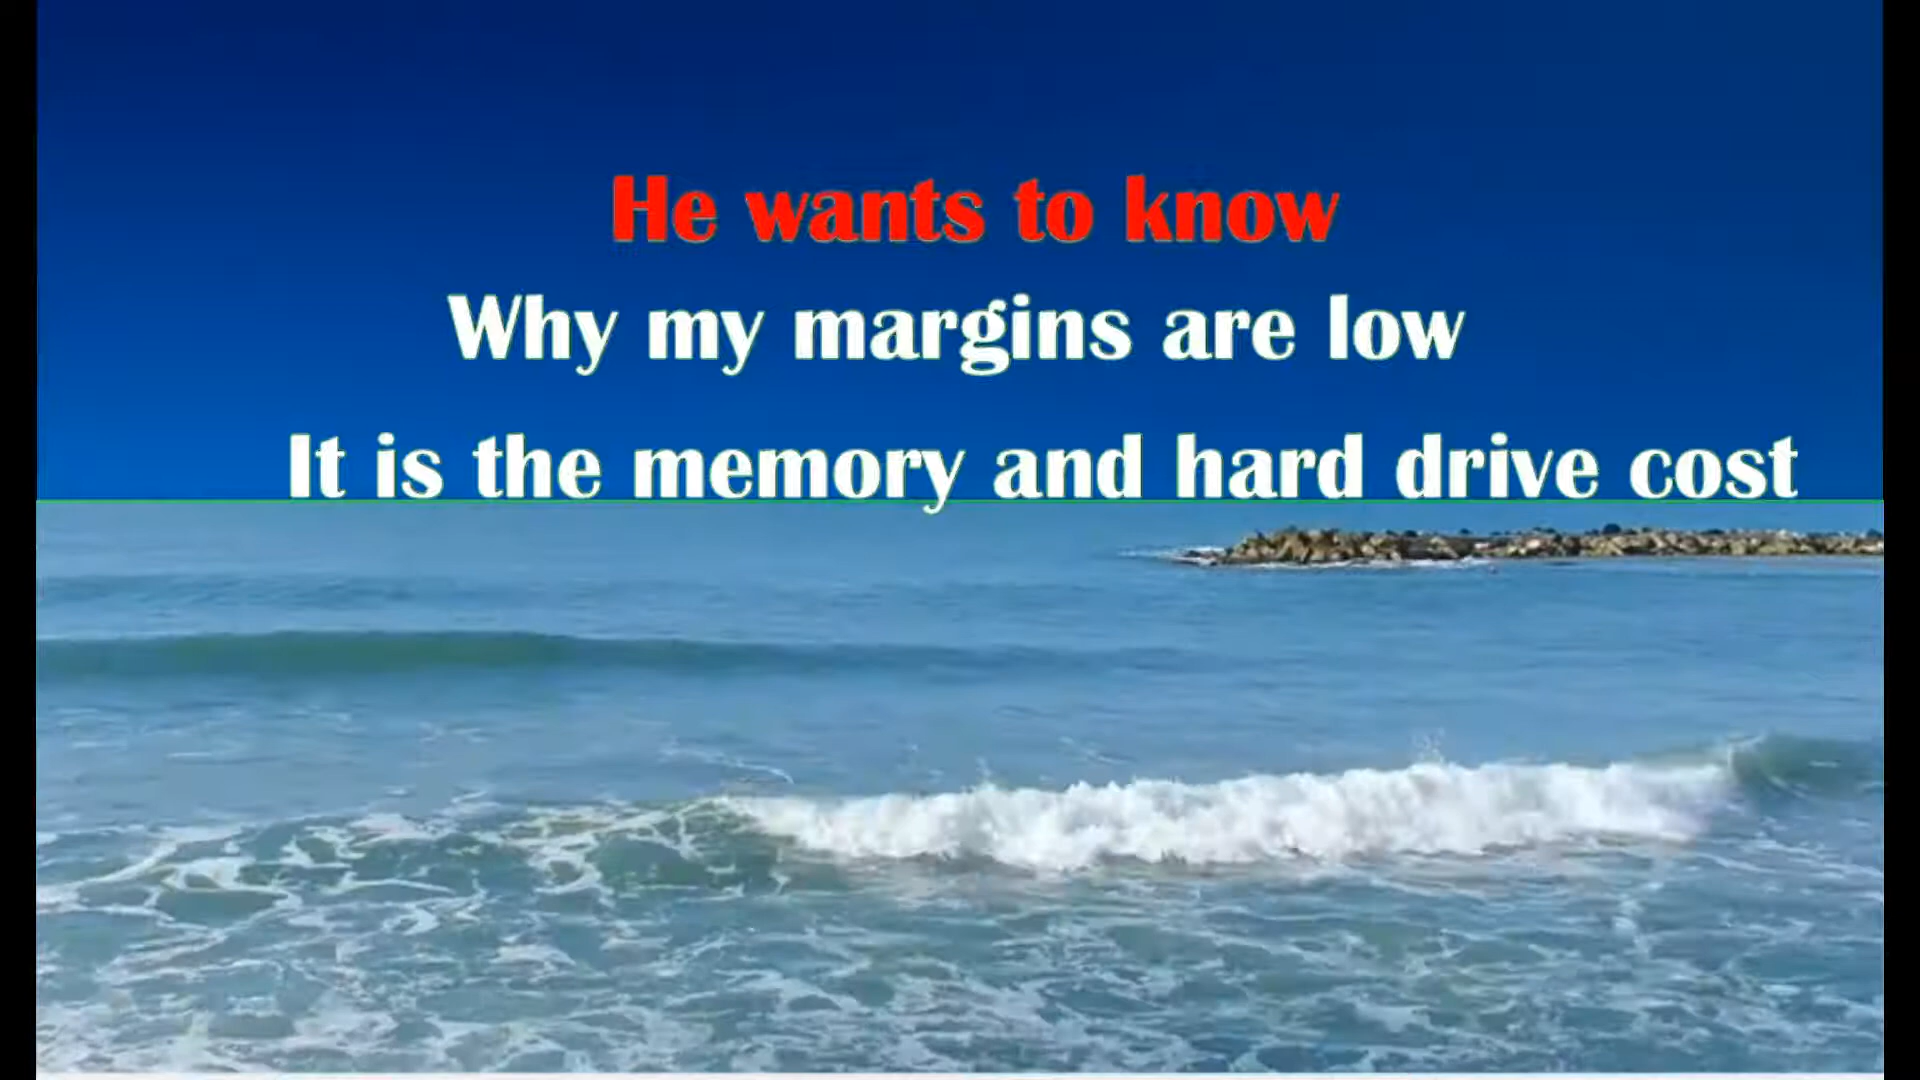 He wants to know
Why my margins are low
It is the memory and hard drive cost